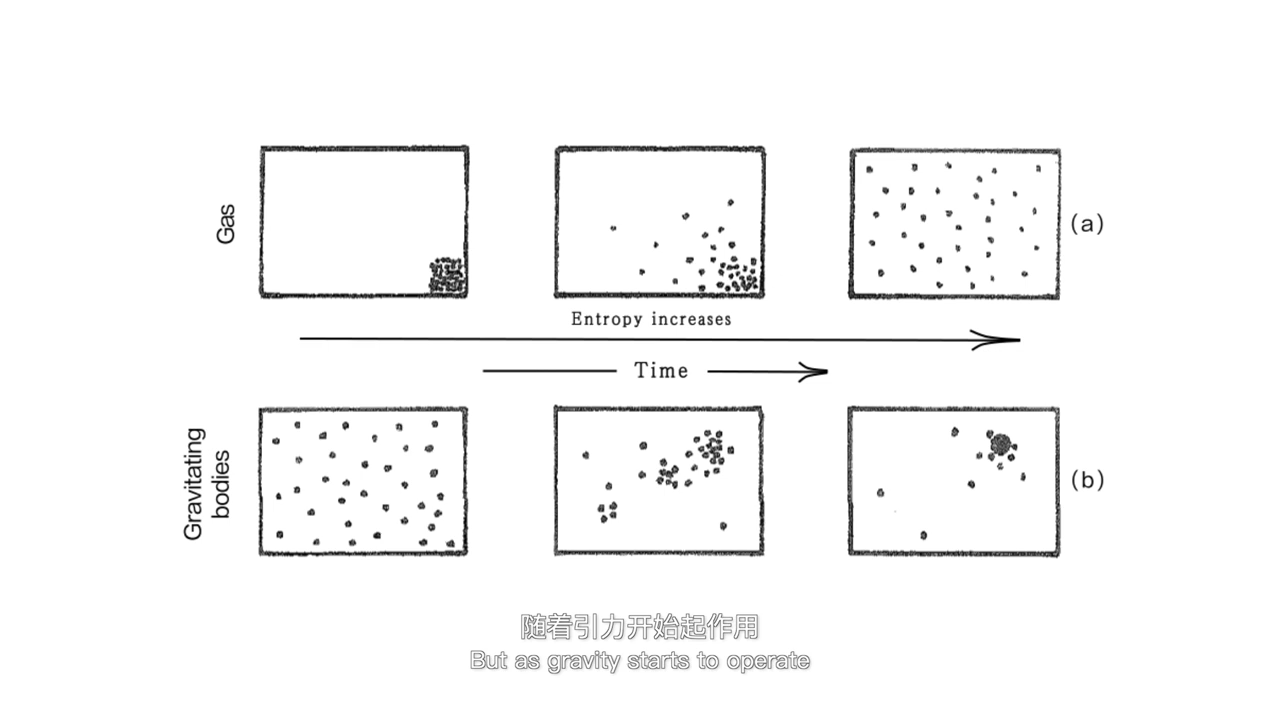 Gas
(a)
Entropy increases
Time
Gravitating
bodies
(b)
随着引力开始起作用
But as gravity starts to operate